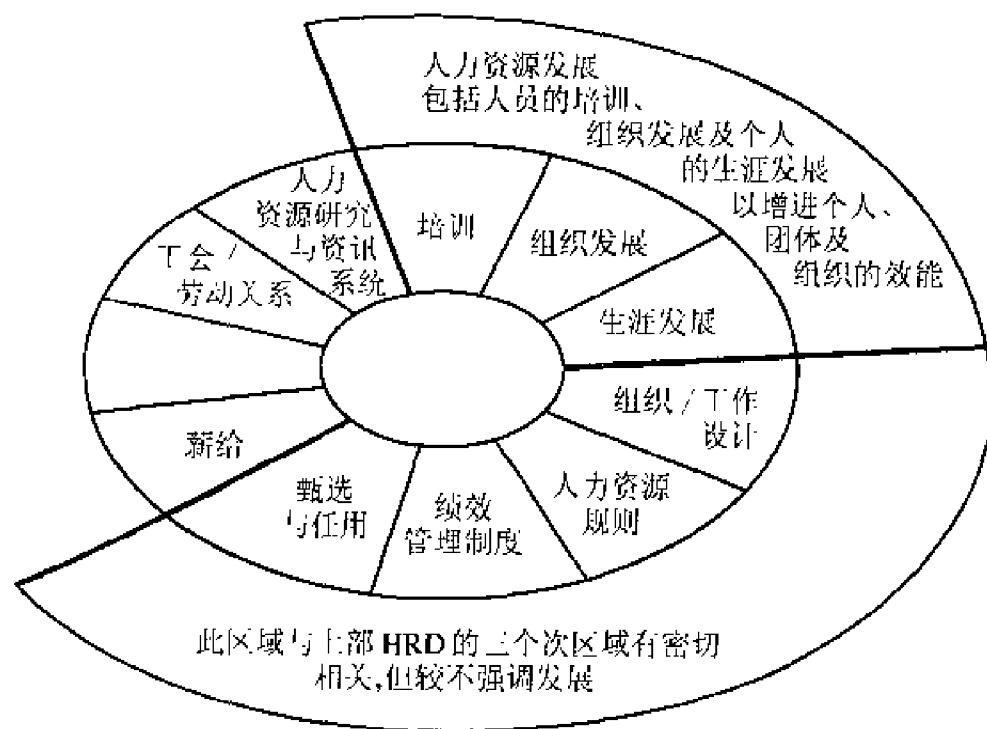 人力资源发展
包括人员的培训、
组织发展及个人
的生涯发展
以增进个人、
团体及
组织的效能
人力
资源研究
与资讯
系统
培训
组织发展
工会/
劳动关系
生涯发展
组织/工作
设计
薪给
甄选
与任用
绩效
管理制度
人力资源
规则
此区域与上部HRD的三个次区域有密切
相关,但较不强调发展